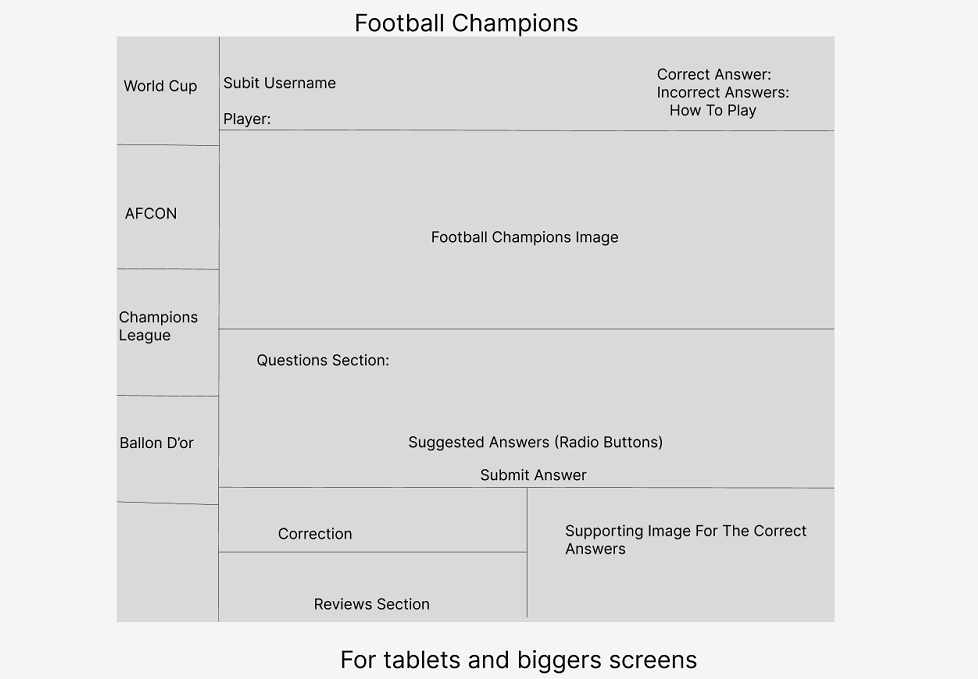 Football Champions
World Cup
Subit Username
Player:
Correct Answer:
Incorrect Answers:
How To Play
AFCON
Football Champions Image
Champions
League
Questions Section:
Ballon D’or
Suggested Answers (Radio Buttons)
Submit Answer
Correction
Supporting Image For The Correct
Answers
Reviews Section
For tablets and biggers screens